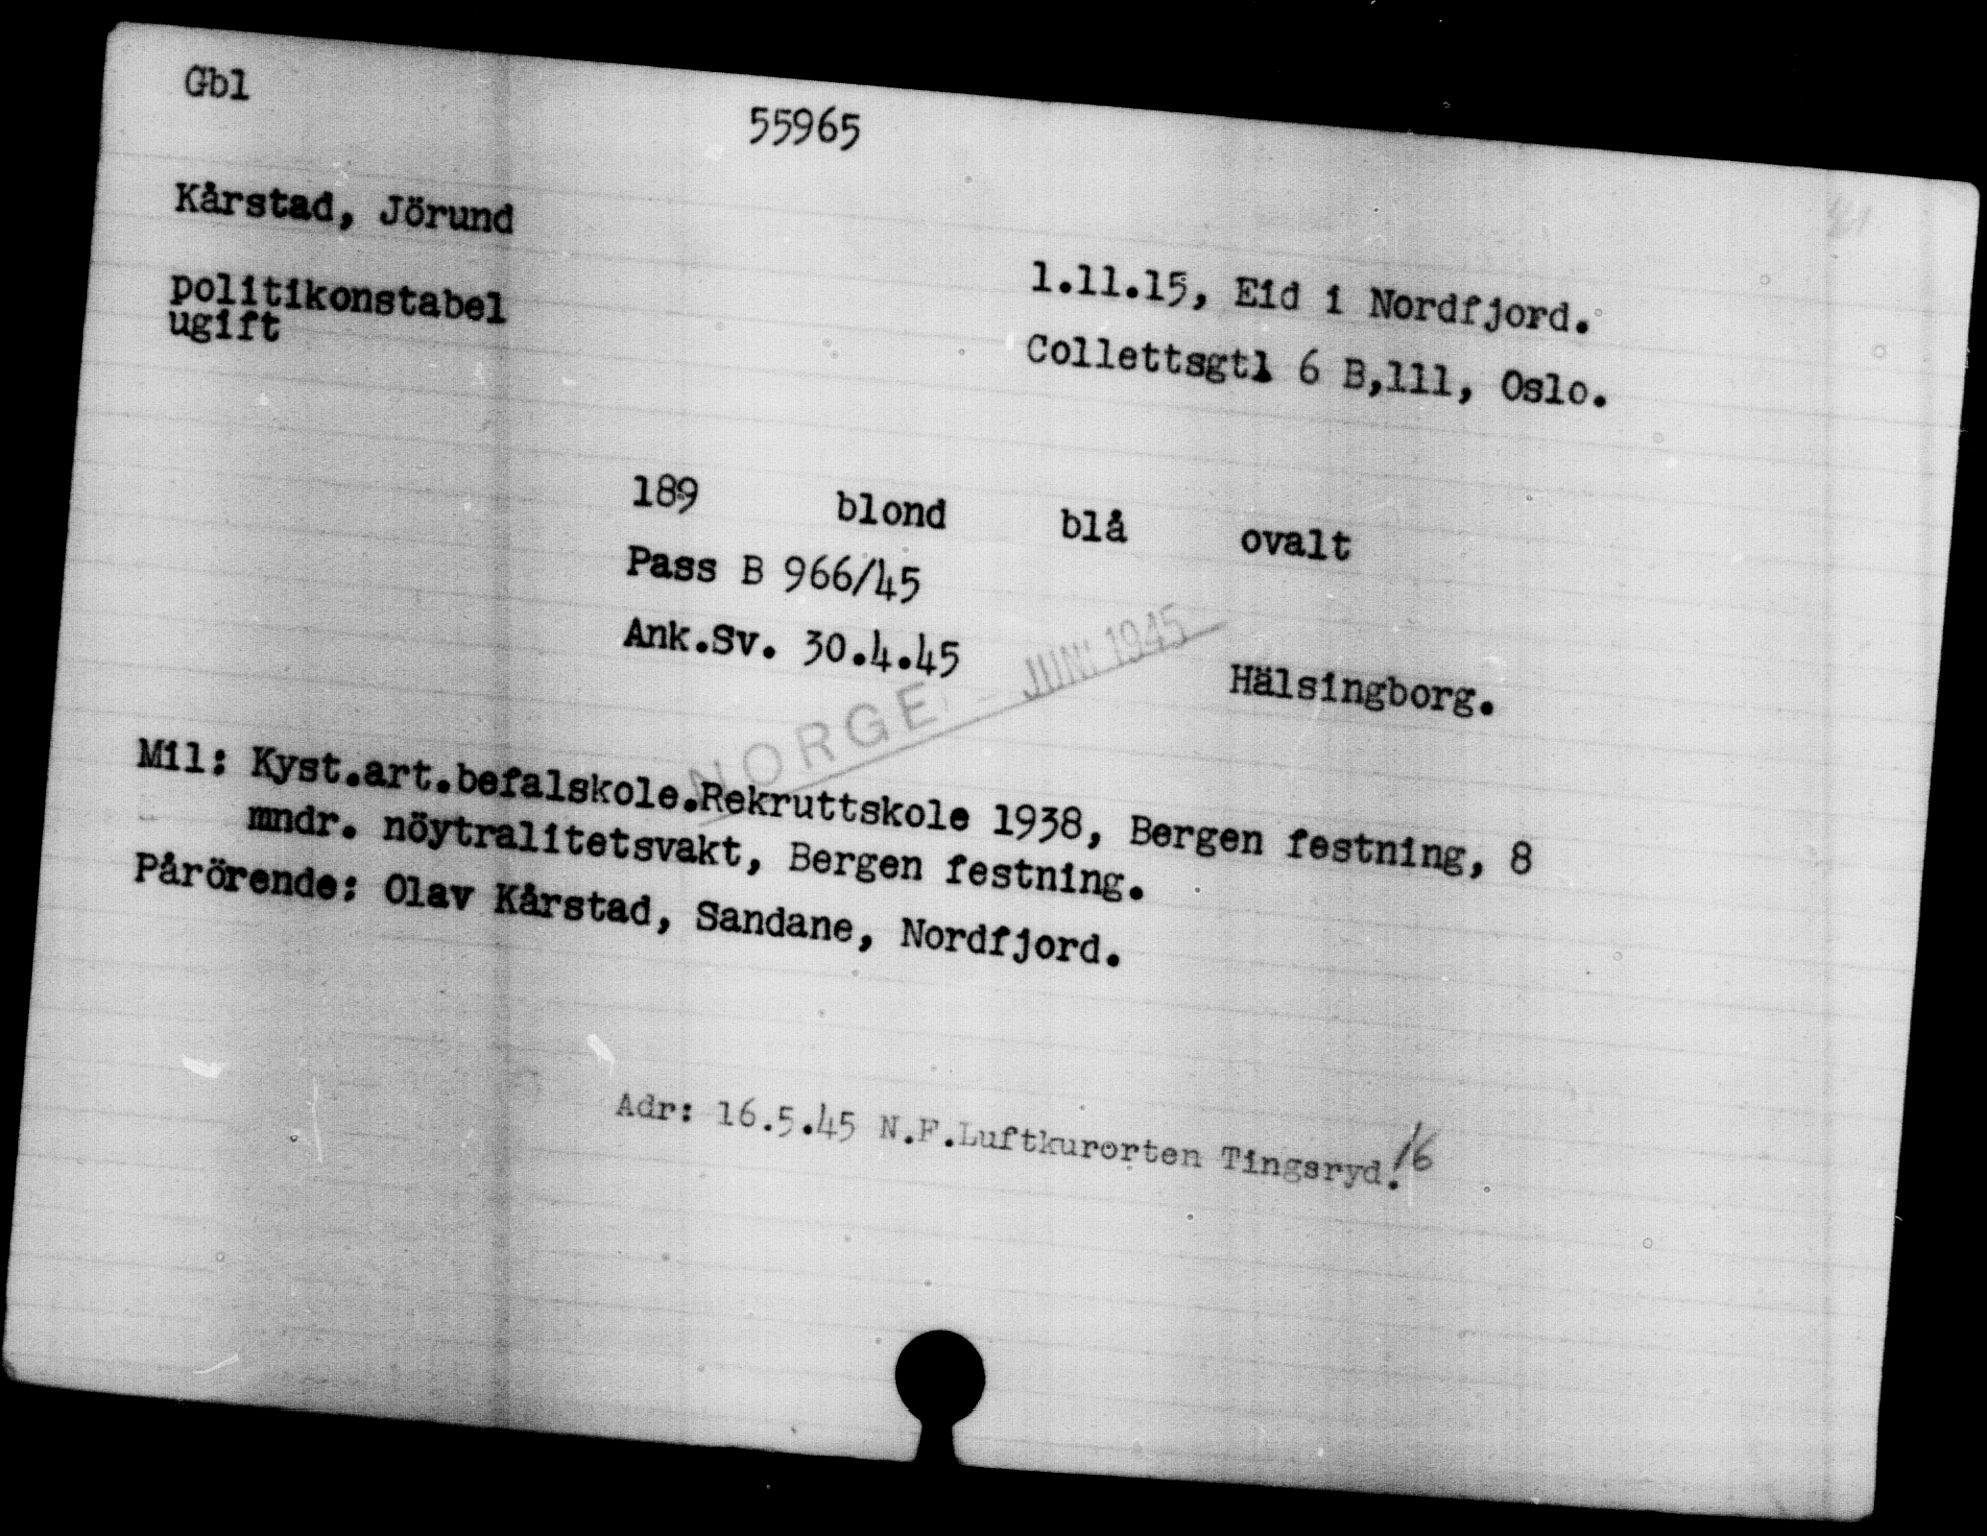 Gbl
55965
Kårstad, Jörund
politikonstabel
ugift
1.11.15, Eid i Nordfjord.
Collettsgtl 6 B,111, Oslo.
189 blond blå ovalt
Pass B 966/45
Ank.Sv. 30.4.45 Hälsingborg.
NORGE - JUNI 1945
Mil: Kyst.art.befalskole.Rekruttskole 1938, Bergen festning, 8
mndr. nöytralitetsvakt, Bergen festning.
Pårörende: Olav Kårstad, Sandane, Nordfjord.
Adr: 16.5.45 N.F.Luftkurorten Tingsryd. 16